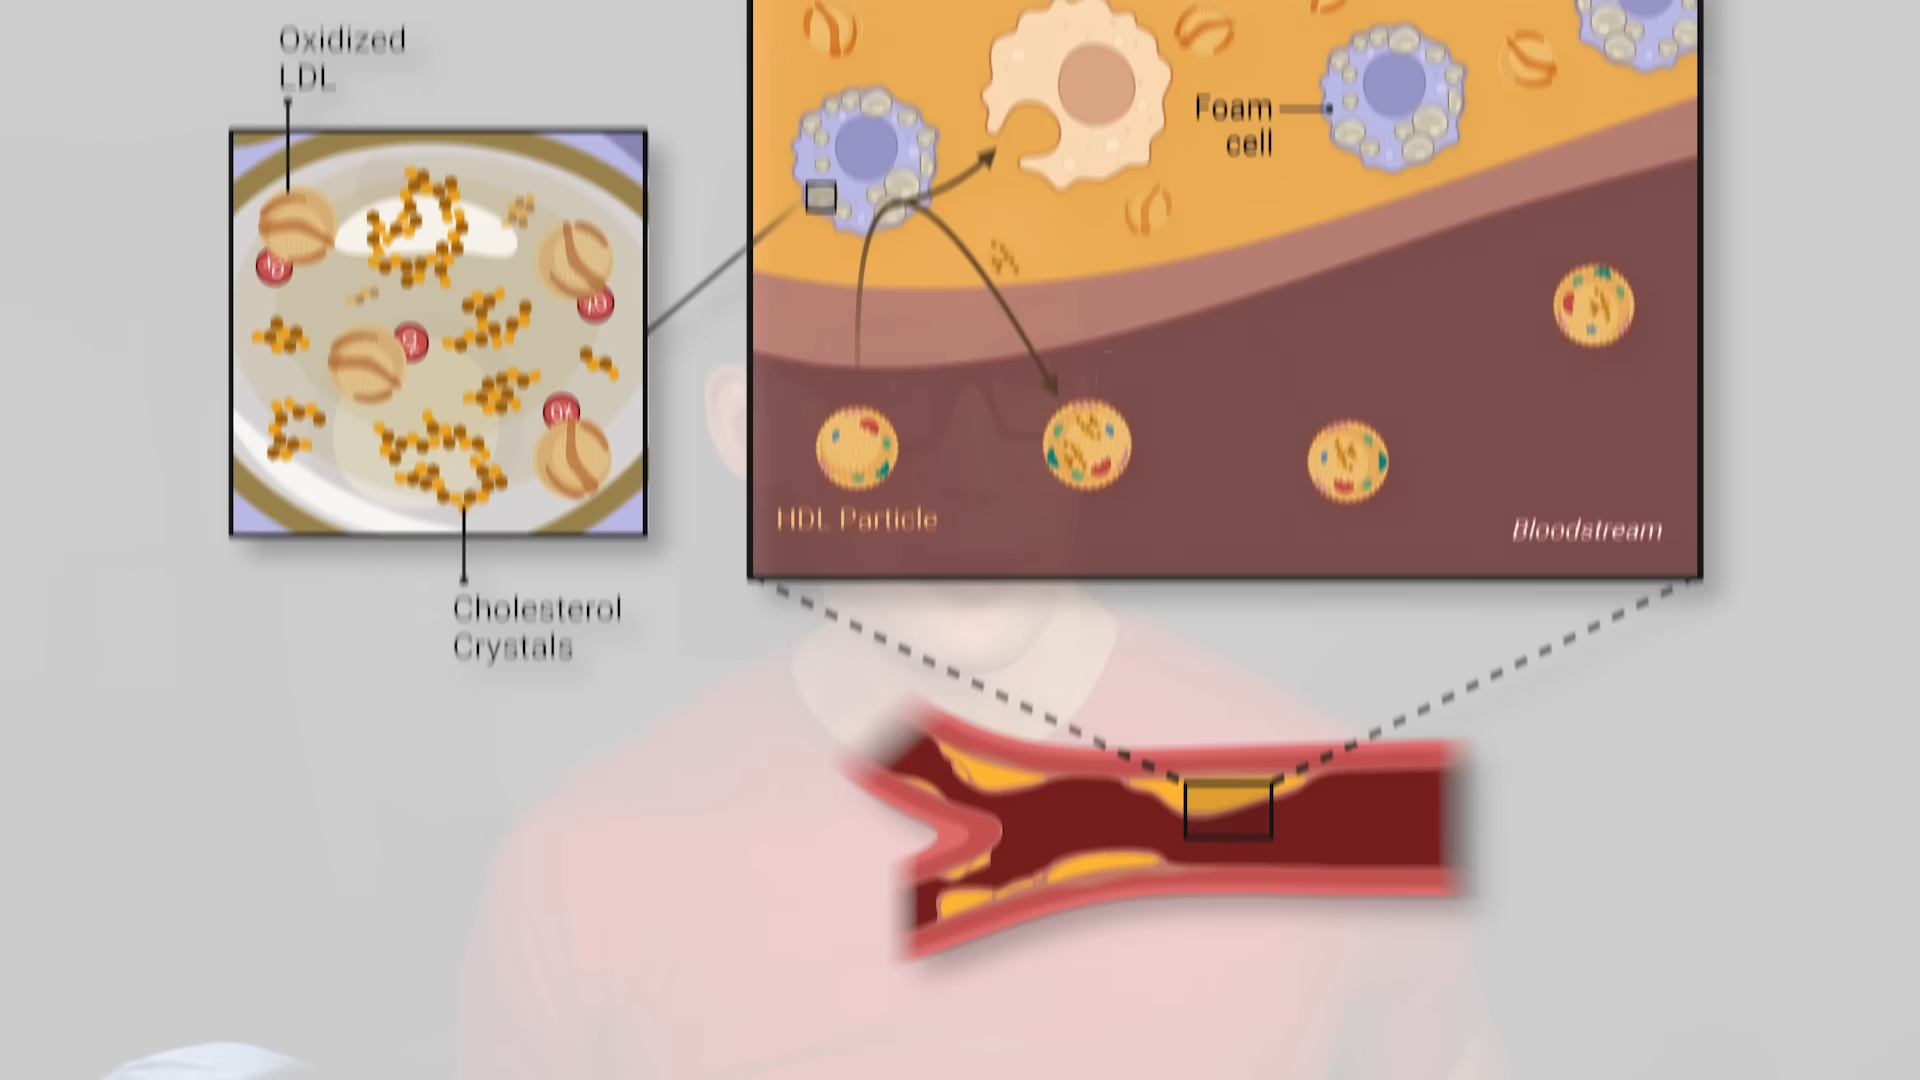 Oxidized
LDL
Foam
cell
HDL Particle
Bloodstream
Cholesterol
Crystals